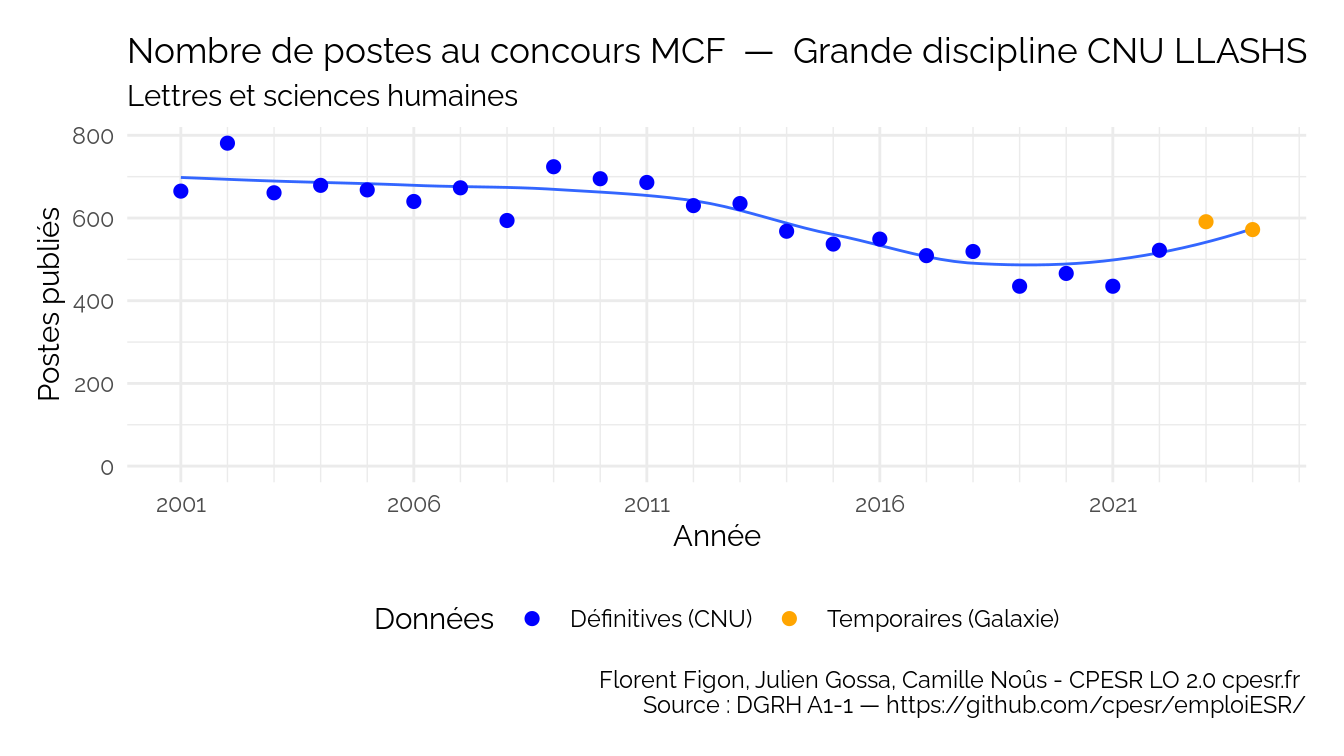 Nombre de postes au concours MCF — Grande discipline CNU LLASHS
Lettres et sciences humaines
Postes publiés
800
600
400
200
0
2001 2006 2011 2016 2021
Année
Données Définitives (CNU) Temporaires (Galaxie)
Florent Figon, Julien Gossa, Camille Noûs - CPESR LO 2.0 cpesr.fr
Source : DGRH A1-1 — https://github.com/cpesr/emploiESR/